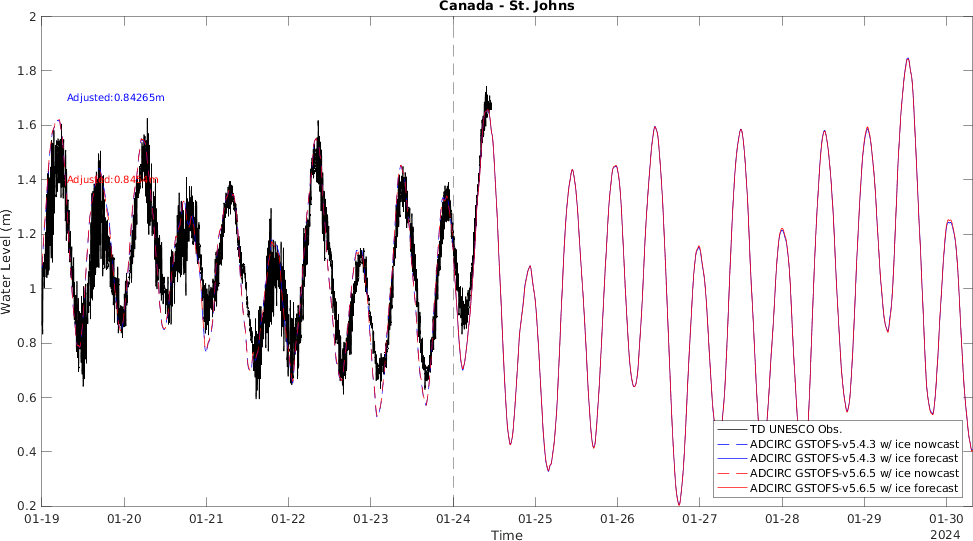 Canada - St. Johns
2
1.8
1.6
1.4
1.2
1
0.8
0.6
0.4
0.2
Water Level (m)
Adjusted:0.84265m
TD UNESCO Obs.
ADCIRC GSTOFS-v5.4.3 w/ ice nowcast
ADCIRC GSTOFS-v5.4.3 w/ ice forecast
ADCIRC GSTOFS-v5.6.5 w/ ice nowcast
ADCIRC GSTOFS-v5.6.5 w/ ice forecast
01-19 01-20 01-21 01-22 01-23 01-24 01-25 01-26 01-27 01-28 01-29 01-30
Time
2024